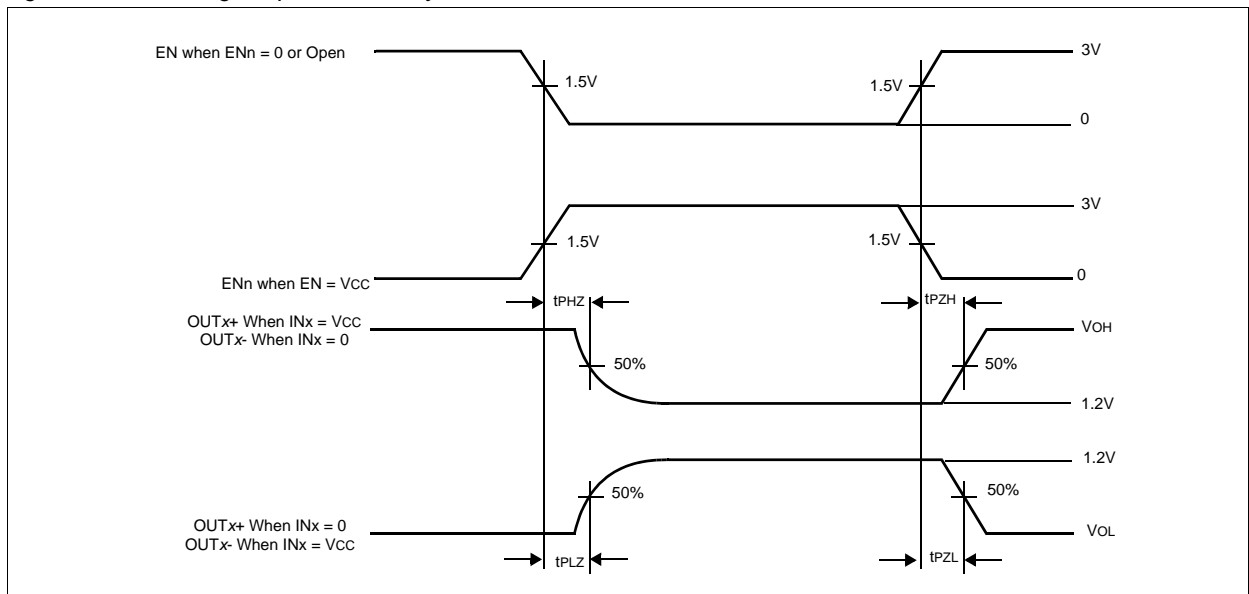 EN when ENn = 0 or Open
3V
1.5V
1.5V
0
3V
1.5V
1.5V
ENn when EN = VCC
0
tPHZ
tPZH
OUTx+ When INx = VCC
OUTx- When INx = 0
VOH
50%
50%
1.2V
1.2V
50%
50%
OUTx+ When INx = 0
OUTx- When INx = VCC
VOL
tPLZ
tPZL